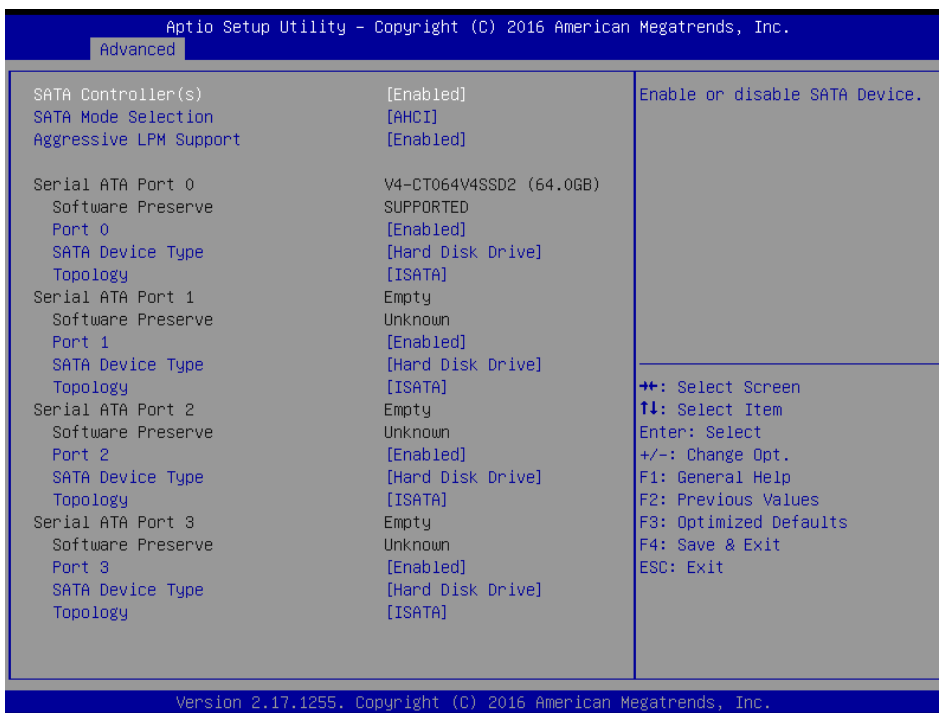 Aptio Setup Utility – Copyright (C) 2016 American Megatrends, Inc.
Advanced
SATA Controller(s) [Enabled]
SATA Mode Selection [AHCI]
Aggressive LPM Support [Enabled]
Serial ATA Port 0 V4-CT064V4SSD2 (64.0GB)
Software Preserve SUPPORTED
Port 0 [Enabled]
SATA Device Type [Hard Disk Drive]
Topology [ISATA]
Serial ATA Port 1 Empty
Software Preserve Unknown
Port 1 [Enabled]
SATA Device Type [Hard Disk Drive]
Topology [ISATA]
Serial ATA Port 2 Empty
Software Preserve Unknown
Port 2 [Enabled]
SATA Device Type [Hard Disk Drive]
Topology [ISATA]
Serial ATA Port 3 Empty
Software Preserve Unknown
Port 3 [Enabled]
SATA Device Type [Hard Disk Drive]
Topology [ISATA]
Enable or disable SATA Device.
→←: Select Screen
↑↓: Select Item
Enter: Select
+/-: Change Opt.
F1: General Help
F2: Previous Values
F3: Optimized Defaults
F4: Save & Exit
ESC: Exit
Version 2.17.1255. Copyright (C) 2016 American Megatrends, Inc.